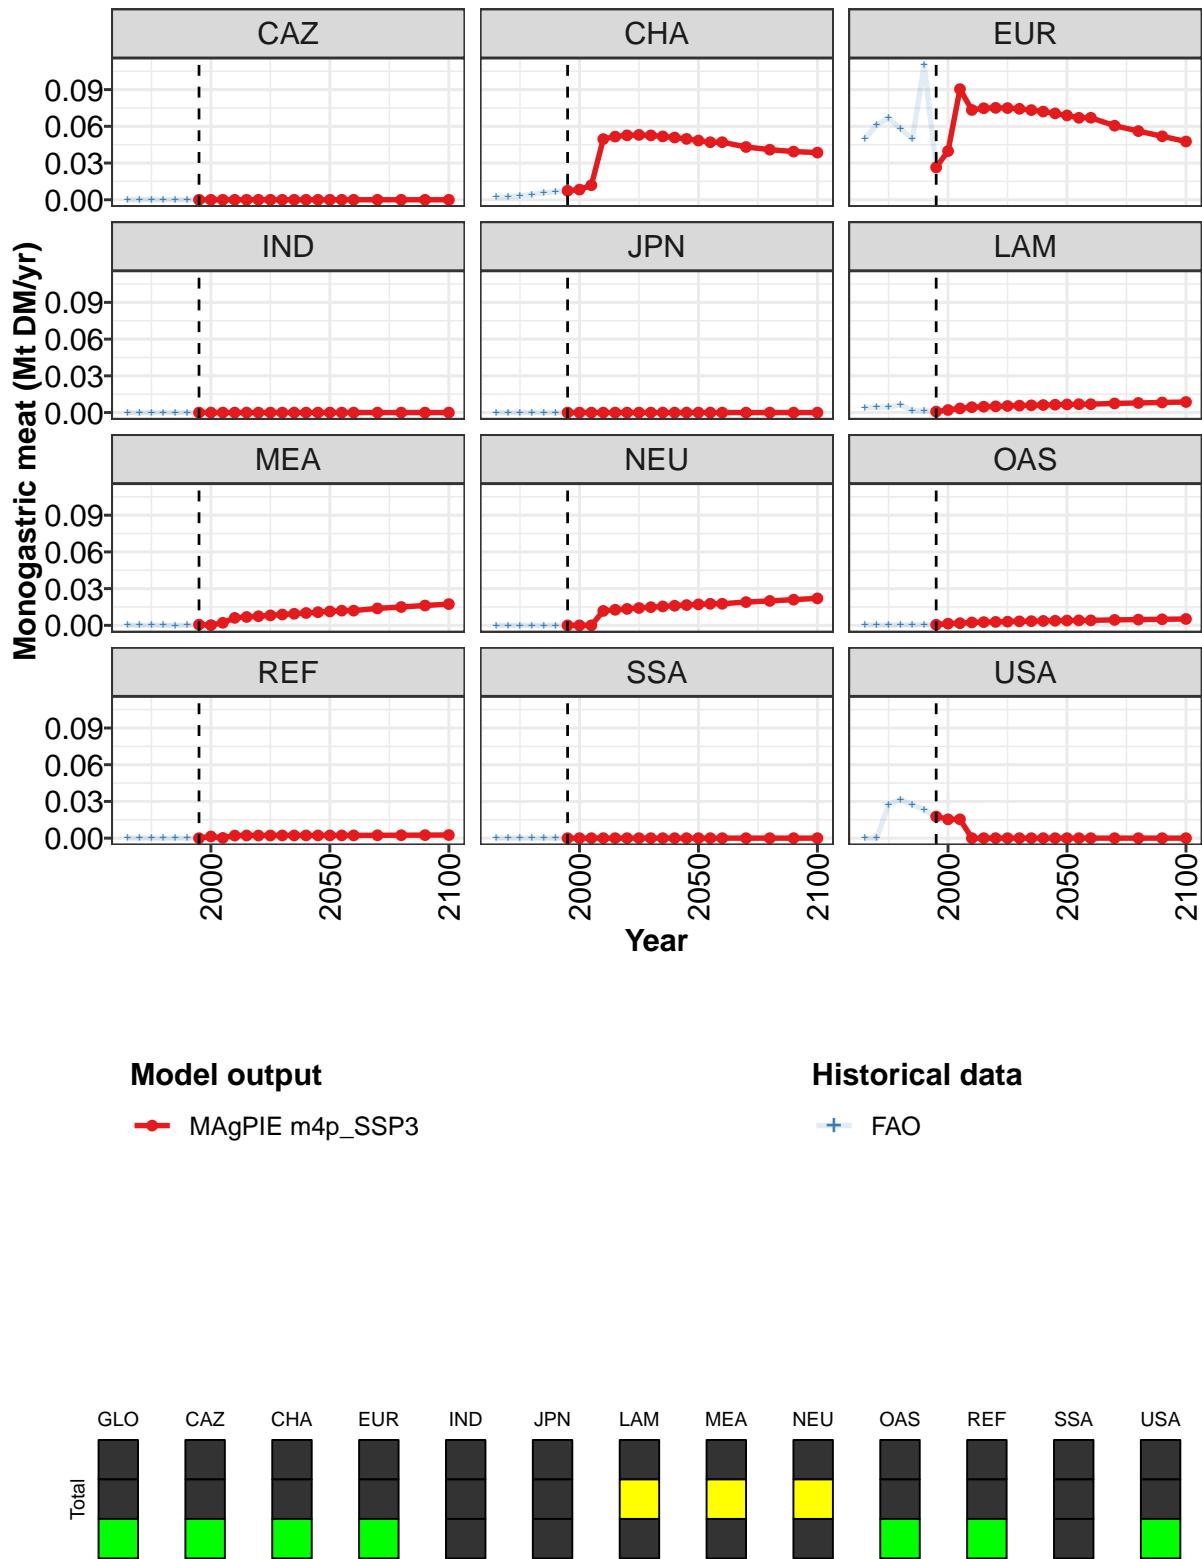 CAZ CHA EUR
0.09
0.06
0.03
0.00
IND JPN LAM
0.09
0.06
0.03
0.00
MEA NEU OAS
0.09
0.06
0.03
0.00
REF SSA USA
0.09
0.06
0.03
0.00
Monogastric meat (Mt DM/yr)
2000 2050 2100 2000 2050 2100 2000 2050 2100
Year
Model output
MAgPIE m4p_SSP3
Historical data
FAO
GLO CAZ CHA EUR IND JPN LAM MEA NEU OAS REF SSA USA
Total